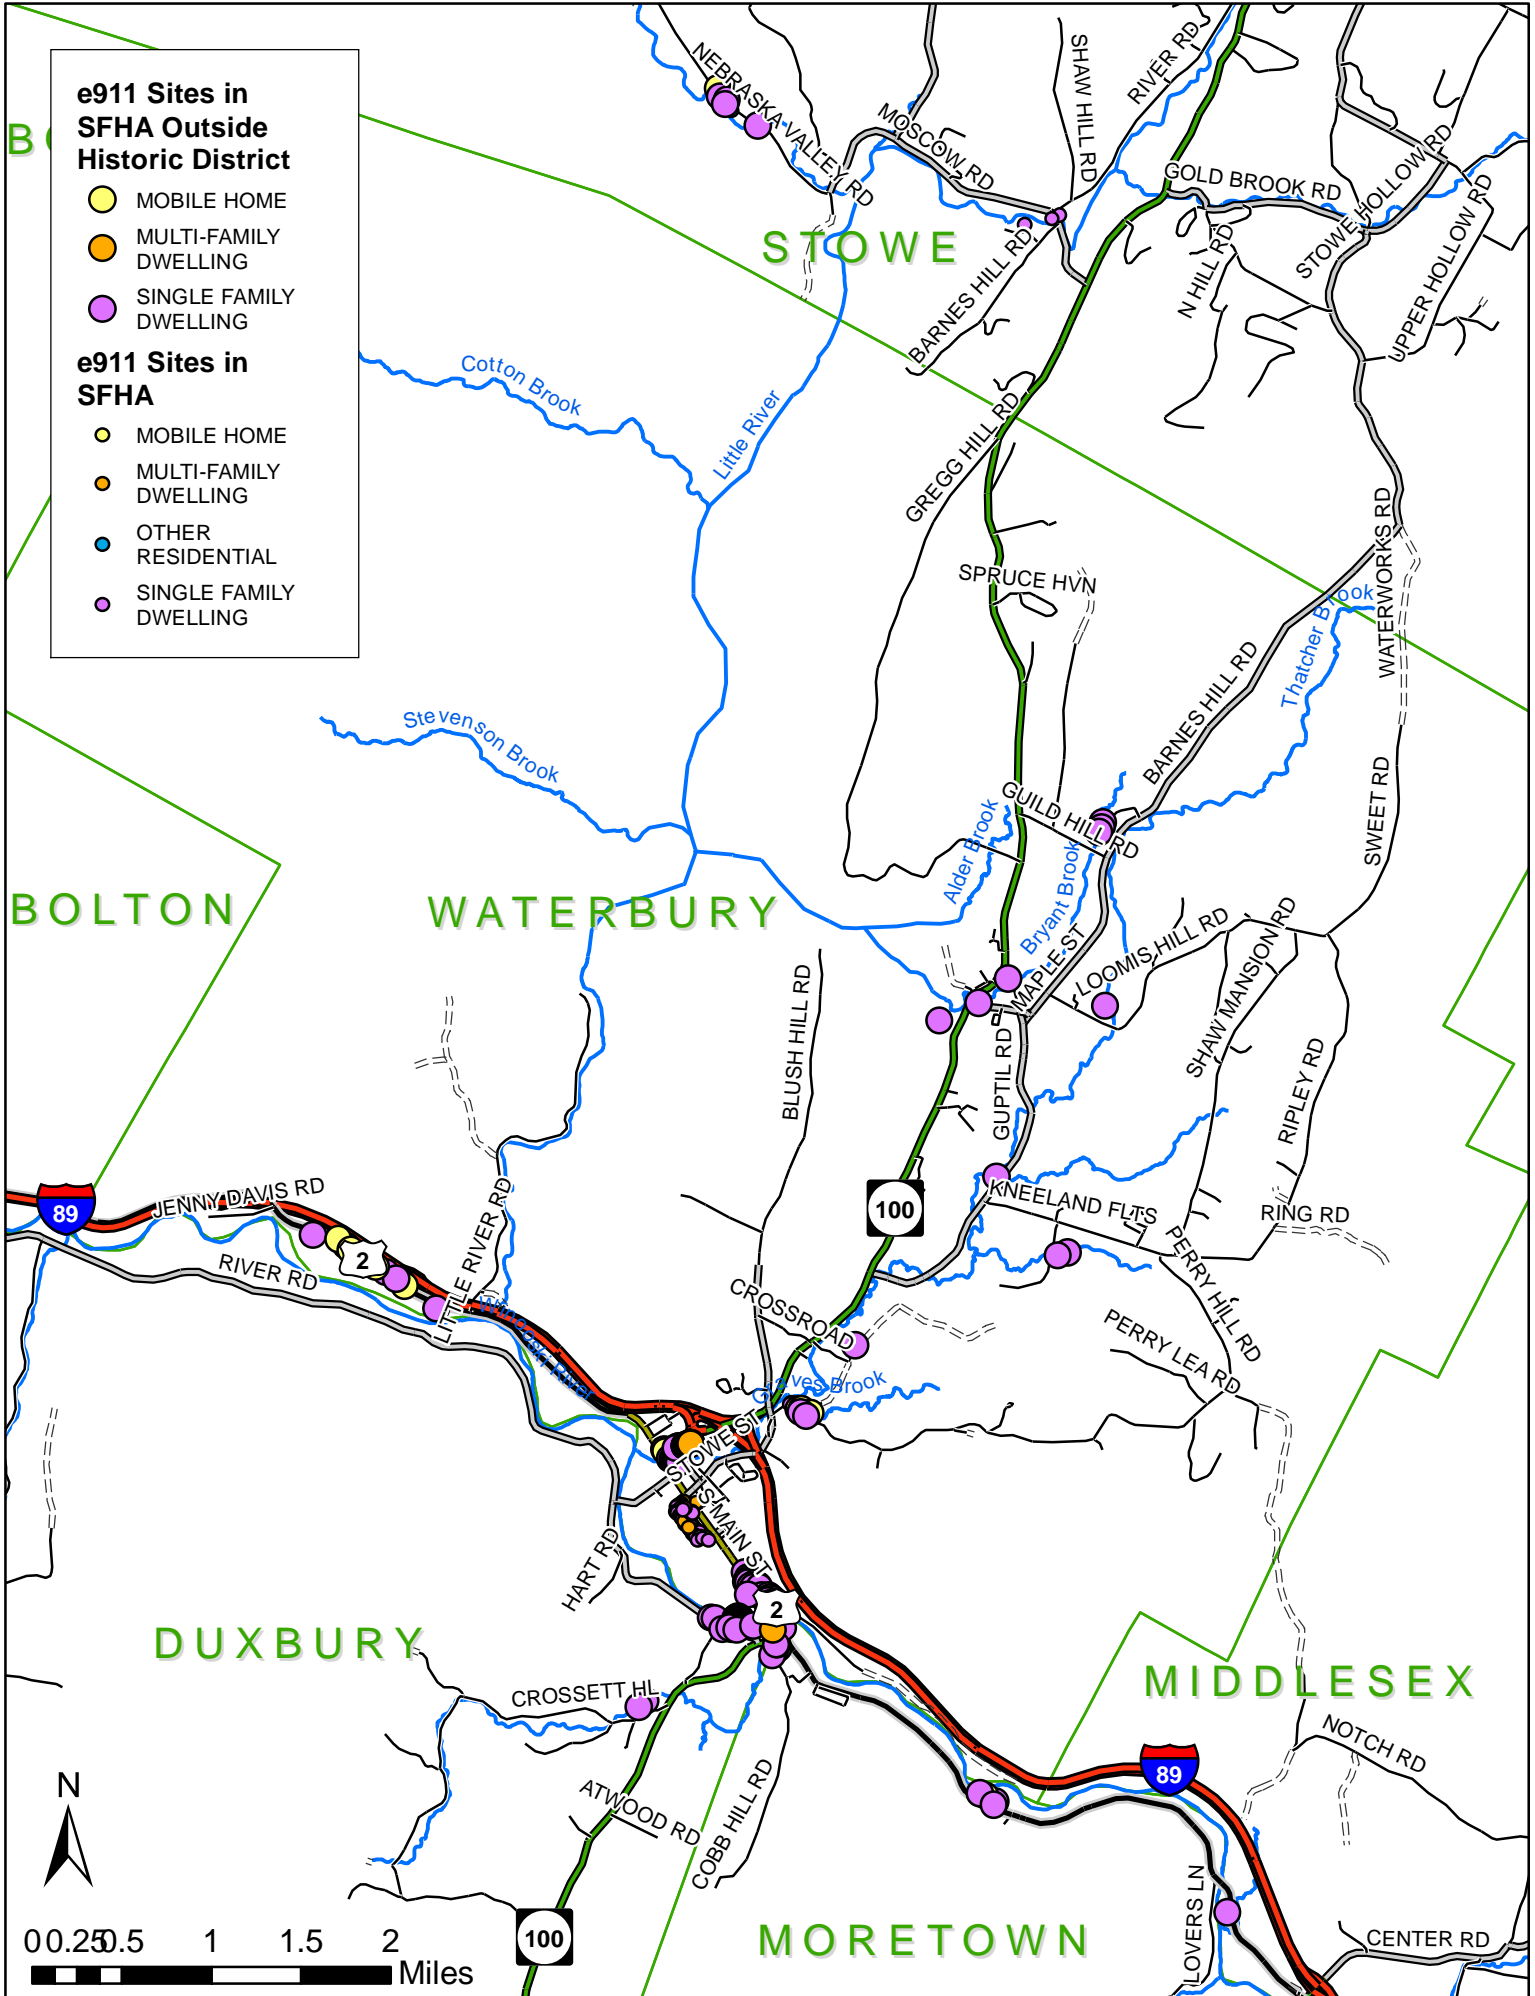 e911 Sites in
SFHA Outside
Historic District
MOBILE HOME
MULTI-FAMILY
DWELLING
SINGLE FAMILY
DWELLING
e911 Sites in
SFHA
MOBILE HOME
MULTI-FAMILY
DWELLING
OTHER
RESIDENTIAL
SINGLE FAMILY
DWELLING
NEBRASKA VALLEY RD
MOSCOW RD
SHAW HILL RD
RIVER RD
GOLD BROOK RD
STOWE HOLLOW RD
UPPER HOLLOW RD
N HILL RD
STOWE
BARNES HILL RD
Cotton Brook
Little River
GREGG HILL RD
SPRUCE HVN
WATERWORKS RD
Thatcher Brook
BARNES HILL RD
Stevenson Brook
GUILD HILL RD
SWEET RD
Alder Brook
Bryant Brook
BOLTON
WATERBURY
MAPLE ST
LOOMIS HILL RD
SHAW MANSION RD
BLUSH HILL RD
GUPTIL RD
RIPLEY RD
KNEELAND FLTS
RING RD
100
89
JENNY DAVIS RD
2
RIVER RD
LITTLE RIVER RD
Winooski River
CROSSROAD
PERRY HILL RD
PERRY LEA RD
Graves Brook
STOWE ST
S MAIN ST
HART RD
2
DUXBURY
MIDDLESEX
CROSSETT HL
NOTCH RD
89
ATWOOD RD
COBB HILL RD
LOVERS LN
CENTER RD
MORETOWN
100
N
0 0.25 0.5 1 1.5 2
Miles